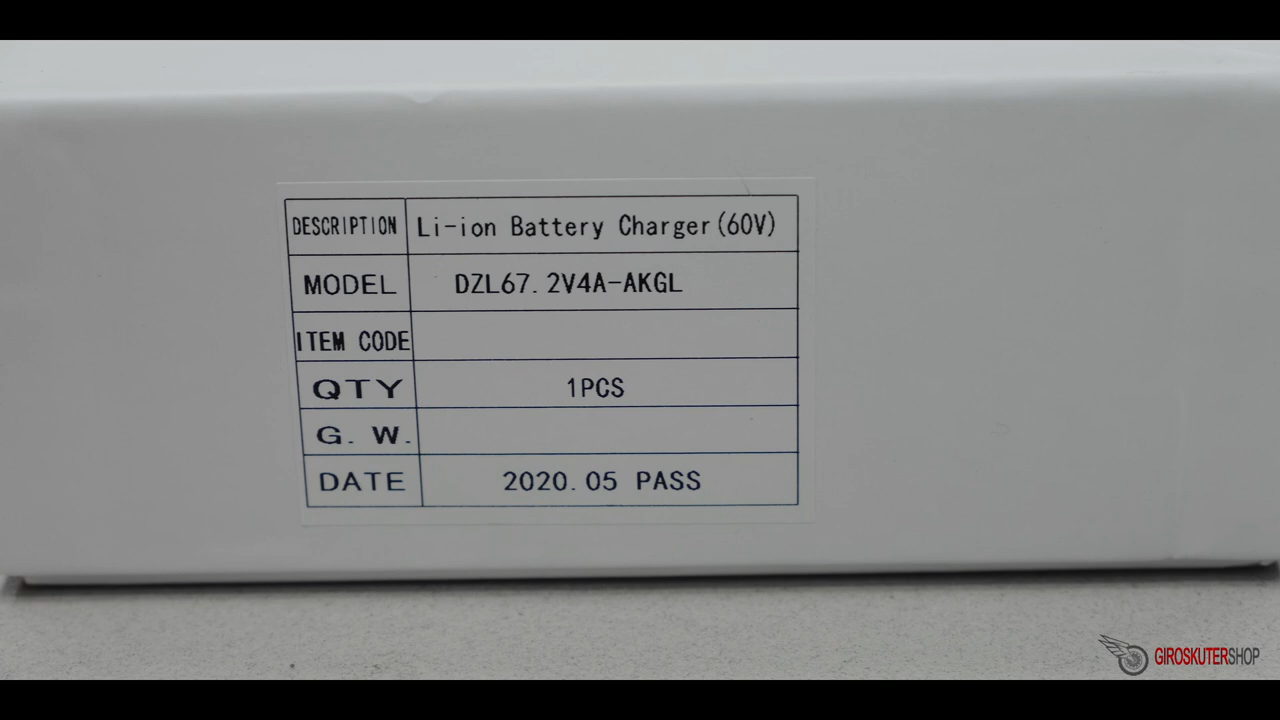 DESCRIPTION Li-ion Battery Charger(60V)
MODEL DZL67.2V4A-AKGL
ITEM CODE
QTY 1PCS
G. W.
DATE 2020.05 PASS
GIROSKUTERSHOP